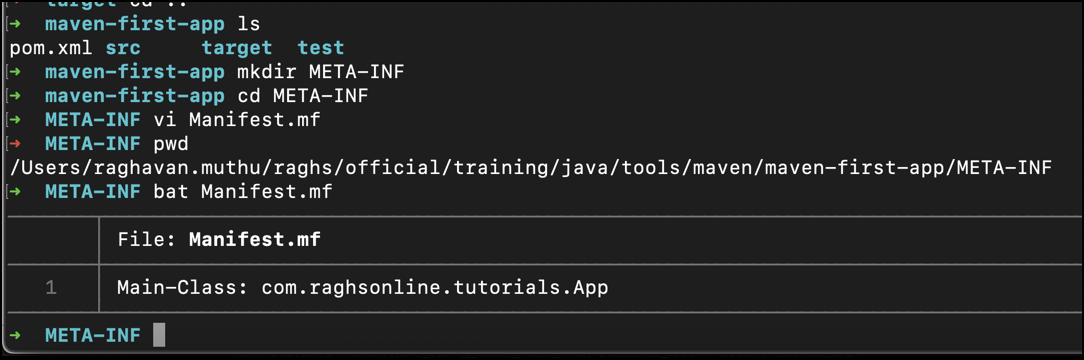 ➜ target cd ..
➜ maven-first-app ls
pom.xml src target test
➜ maven-first-app mkdir META-INF
➜ maven-first-app cd META-INF
➜ META-INF vi Manifest.mf
➜ META-INF pwd
/Users/raghavan.muthu/raghs/official/training/java/tools/maven/maven-first-app/META-INF
➜ META-INF bat Manifest.mf
File: Manifest.mf
1 Main-Class: com.raghsonline.tutorials.App
➜ META-INF